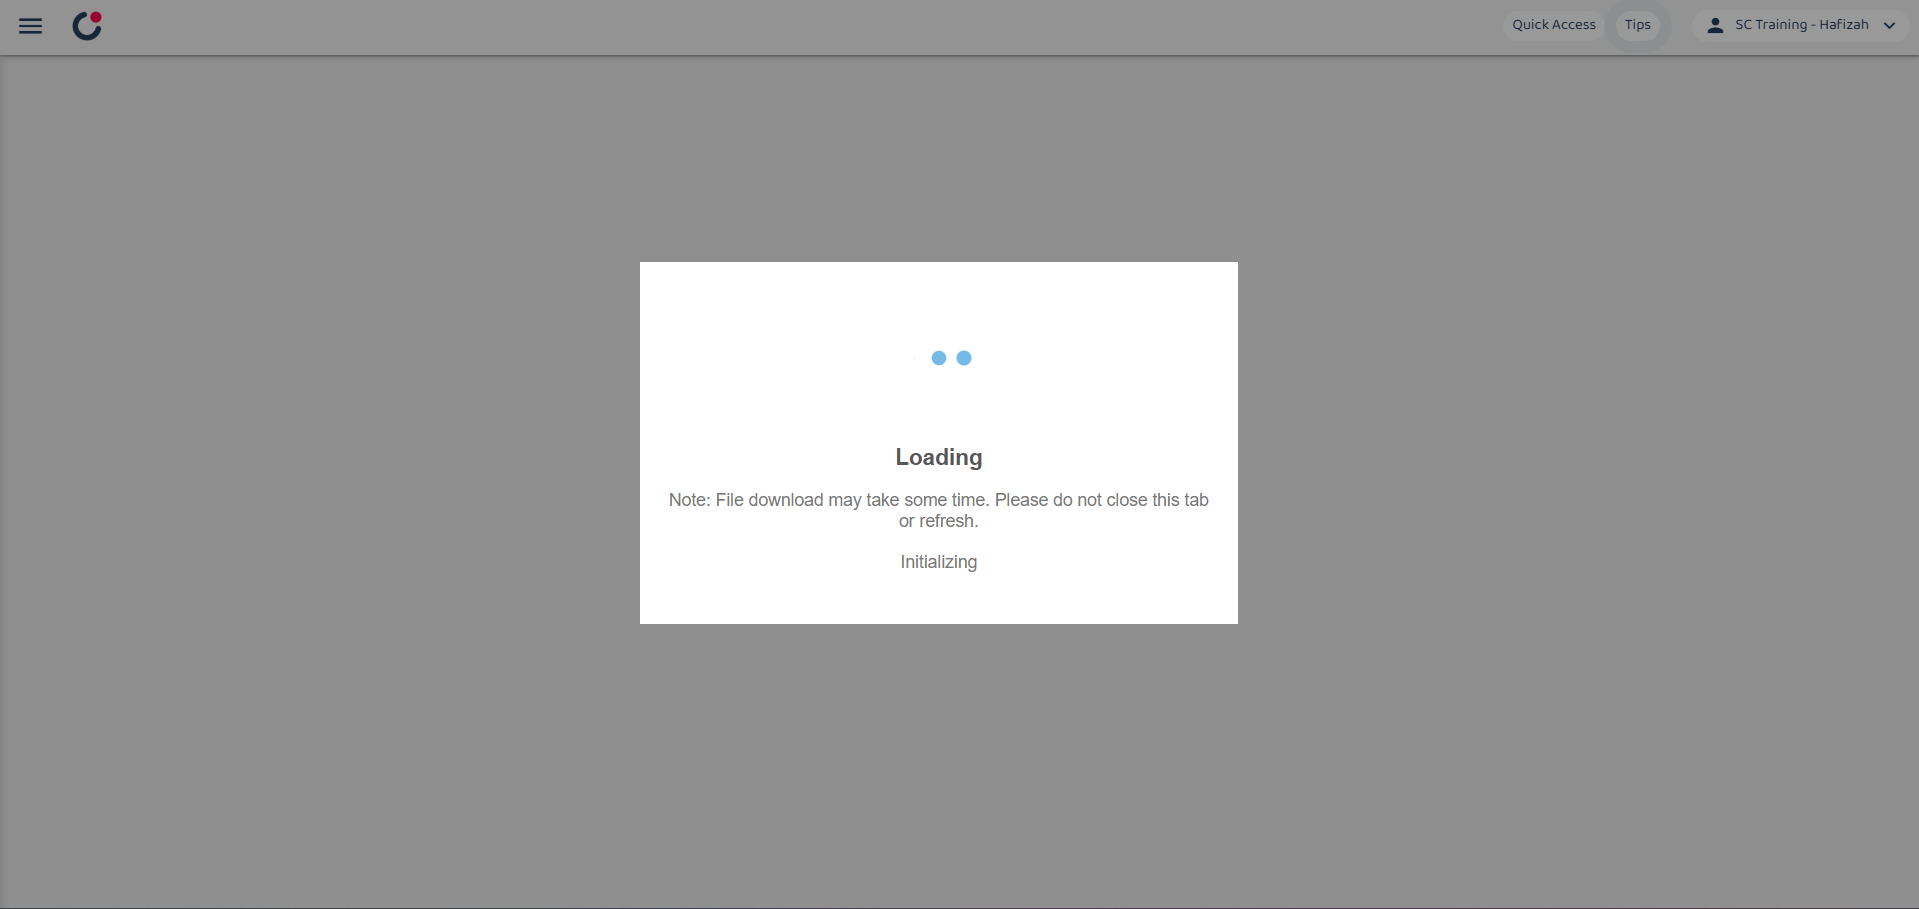 Quick Access
Tips
SC Training - Hafizah
Loading
Note: File download may take some time. Please do not close this tab
or refresh.
Initializing